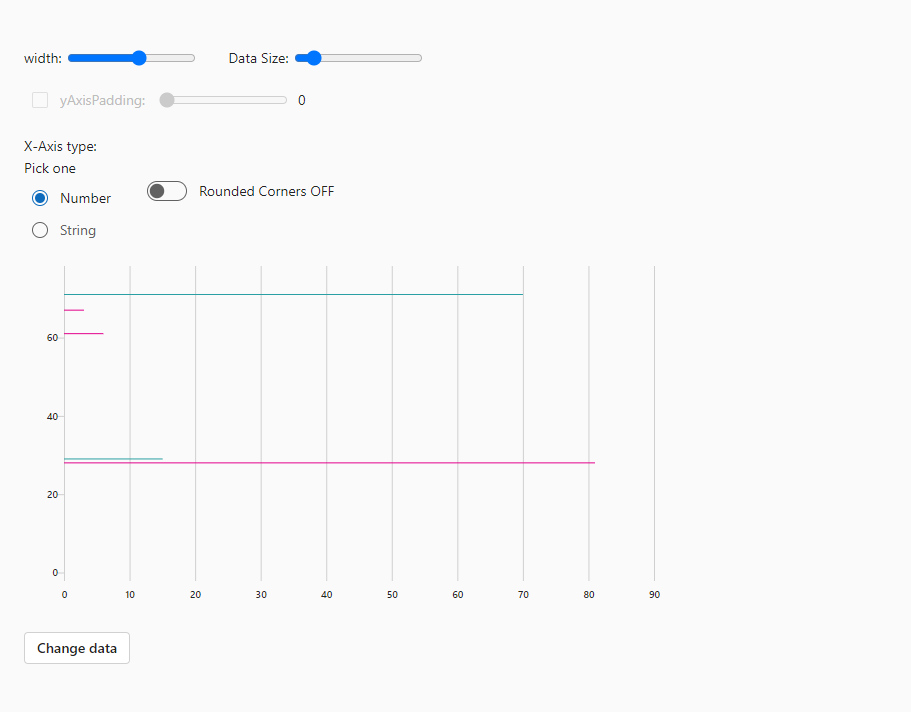 width: Data Size:
yAxisPadding: 0
X-Axis type:
Pick one
Number Rounded Corners OFF
String
60
40
20
0
0 10 20 30 40 50 60 70 80 90
Change data